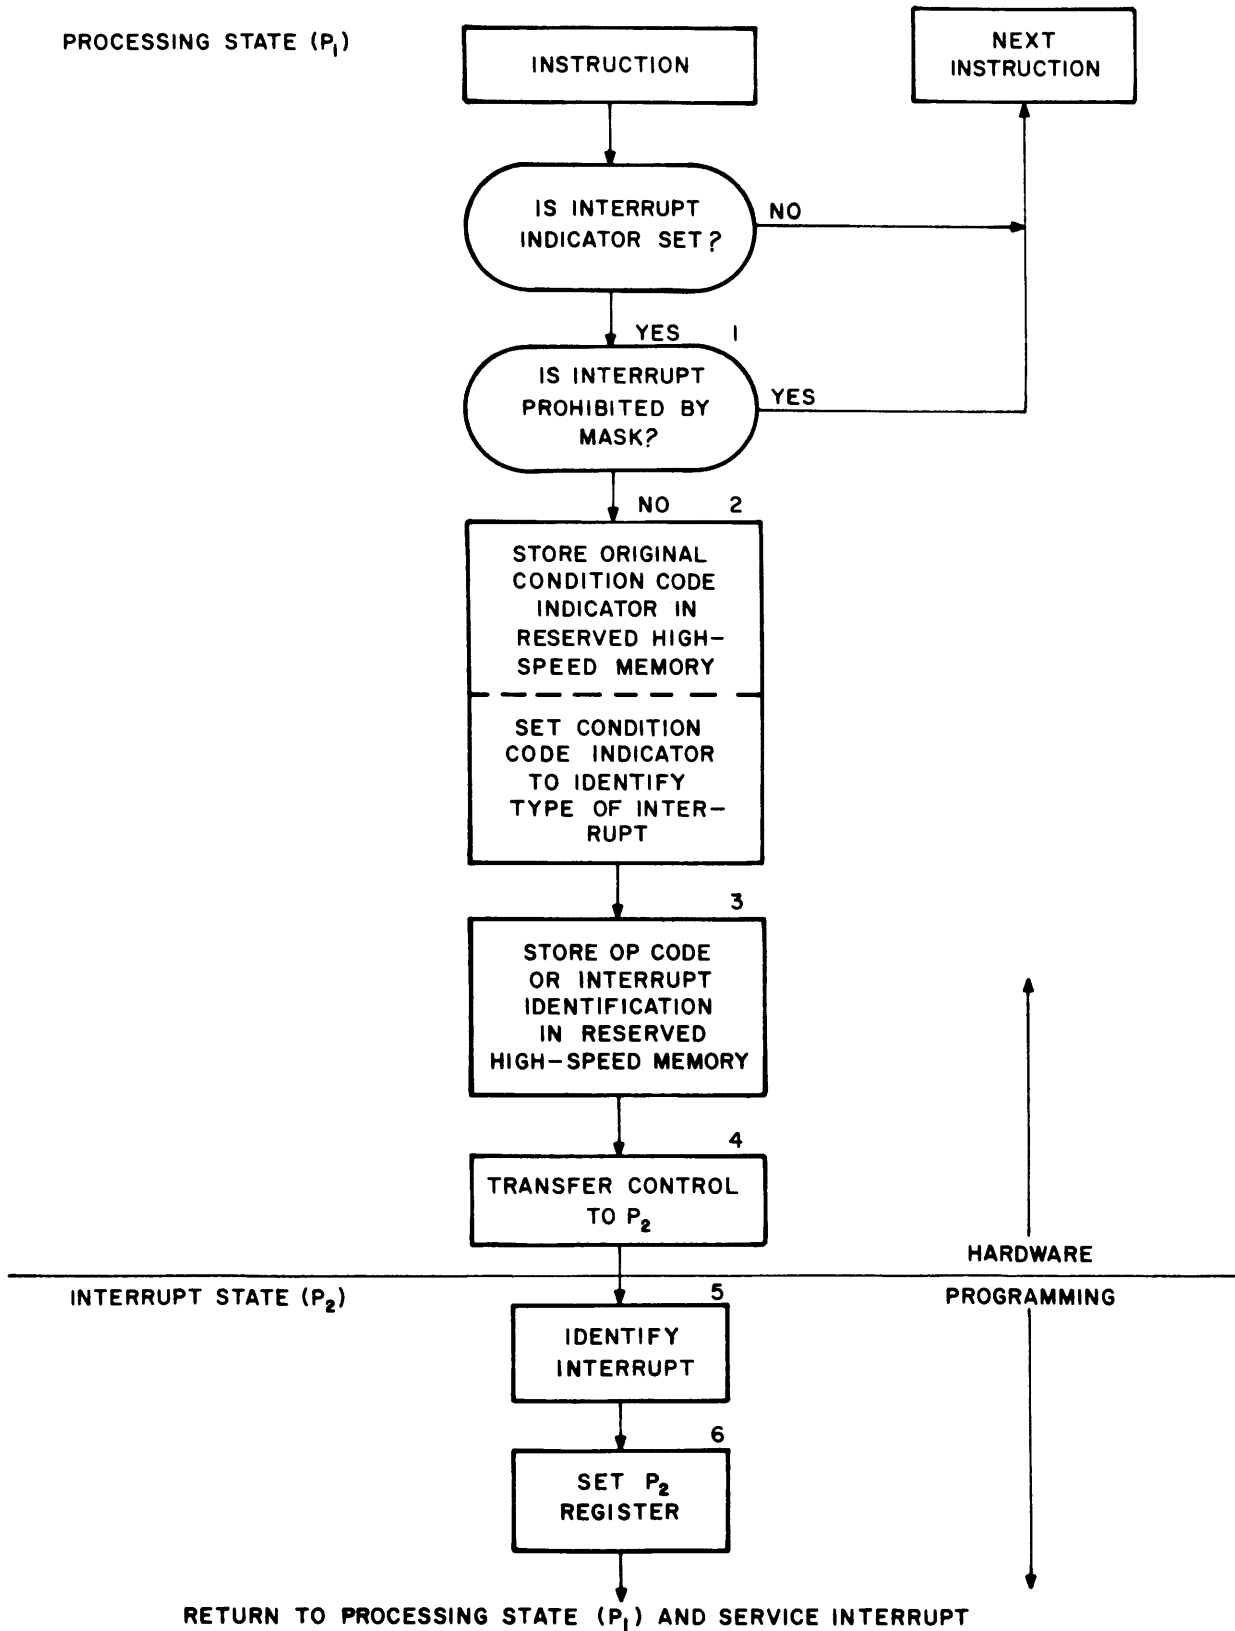 PROCESSING STATE (P₁)
INSTRUCTION
NEXT
INSTRUCTION
IS INTERRUPT
INDICATOR SET?
NO
YES 1
IS INTERRUPT
PROHIBITED BY
MASK?
YES
NO 2
STORE ORIGINAL
CONDITION CODE
INDICATOR IN
RESERVED HIGH-
SPEED MEMORY
SET CONDITION
CODE INDICATOR
TO IDENTIFY
TYPE OF INTER-
RUPT
3
STORE OP CODE
OR INTERRUPT
IDENTIFICATION
IN RESERVED
HIGH-SPEED MEMORY
4
TRANSFER CONTROL
TO P₂
HARDWARE
INTERRUPT STATE (P₂)
PROGRAMMING
5
IDENTIFY
INTERRUPT
6
SET P₂
REGISTER
RETURN TO PROCESSING STATE (P₁) AND SERVICE INTERRUPT